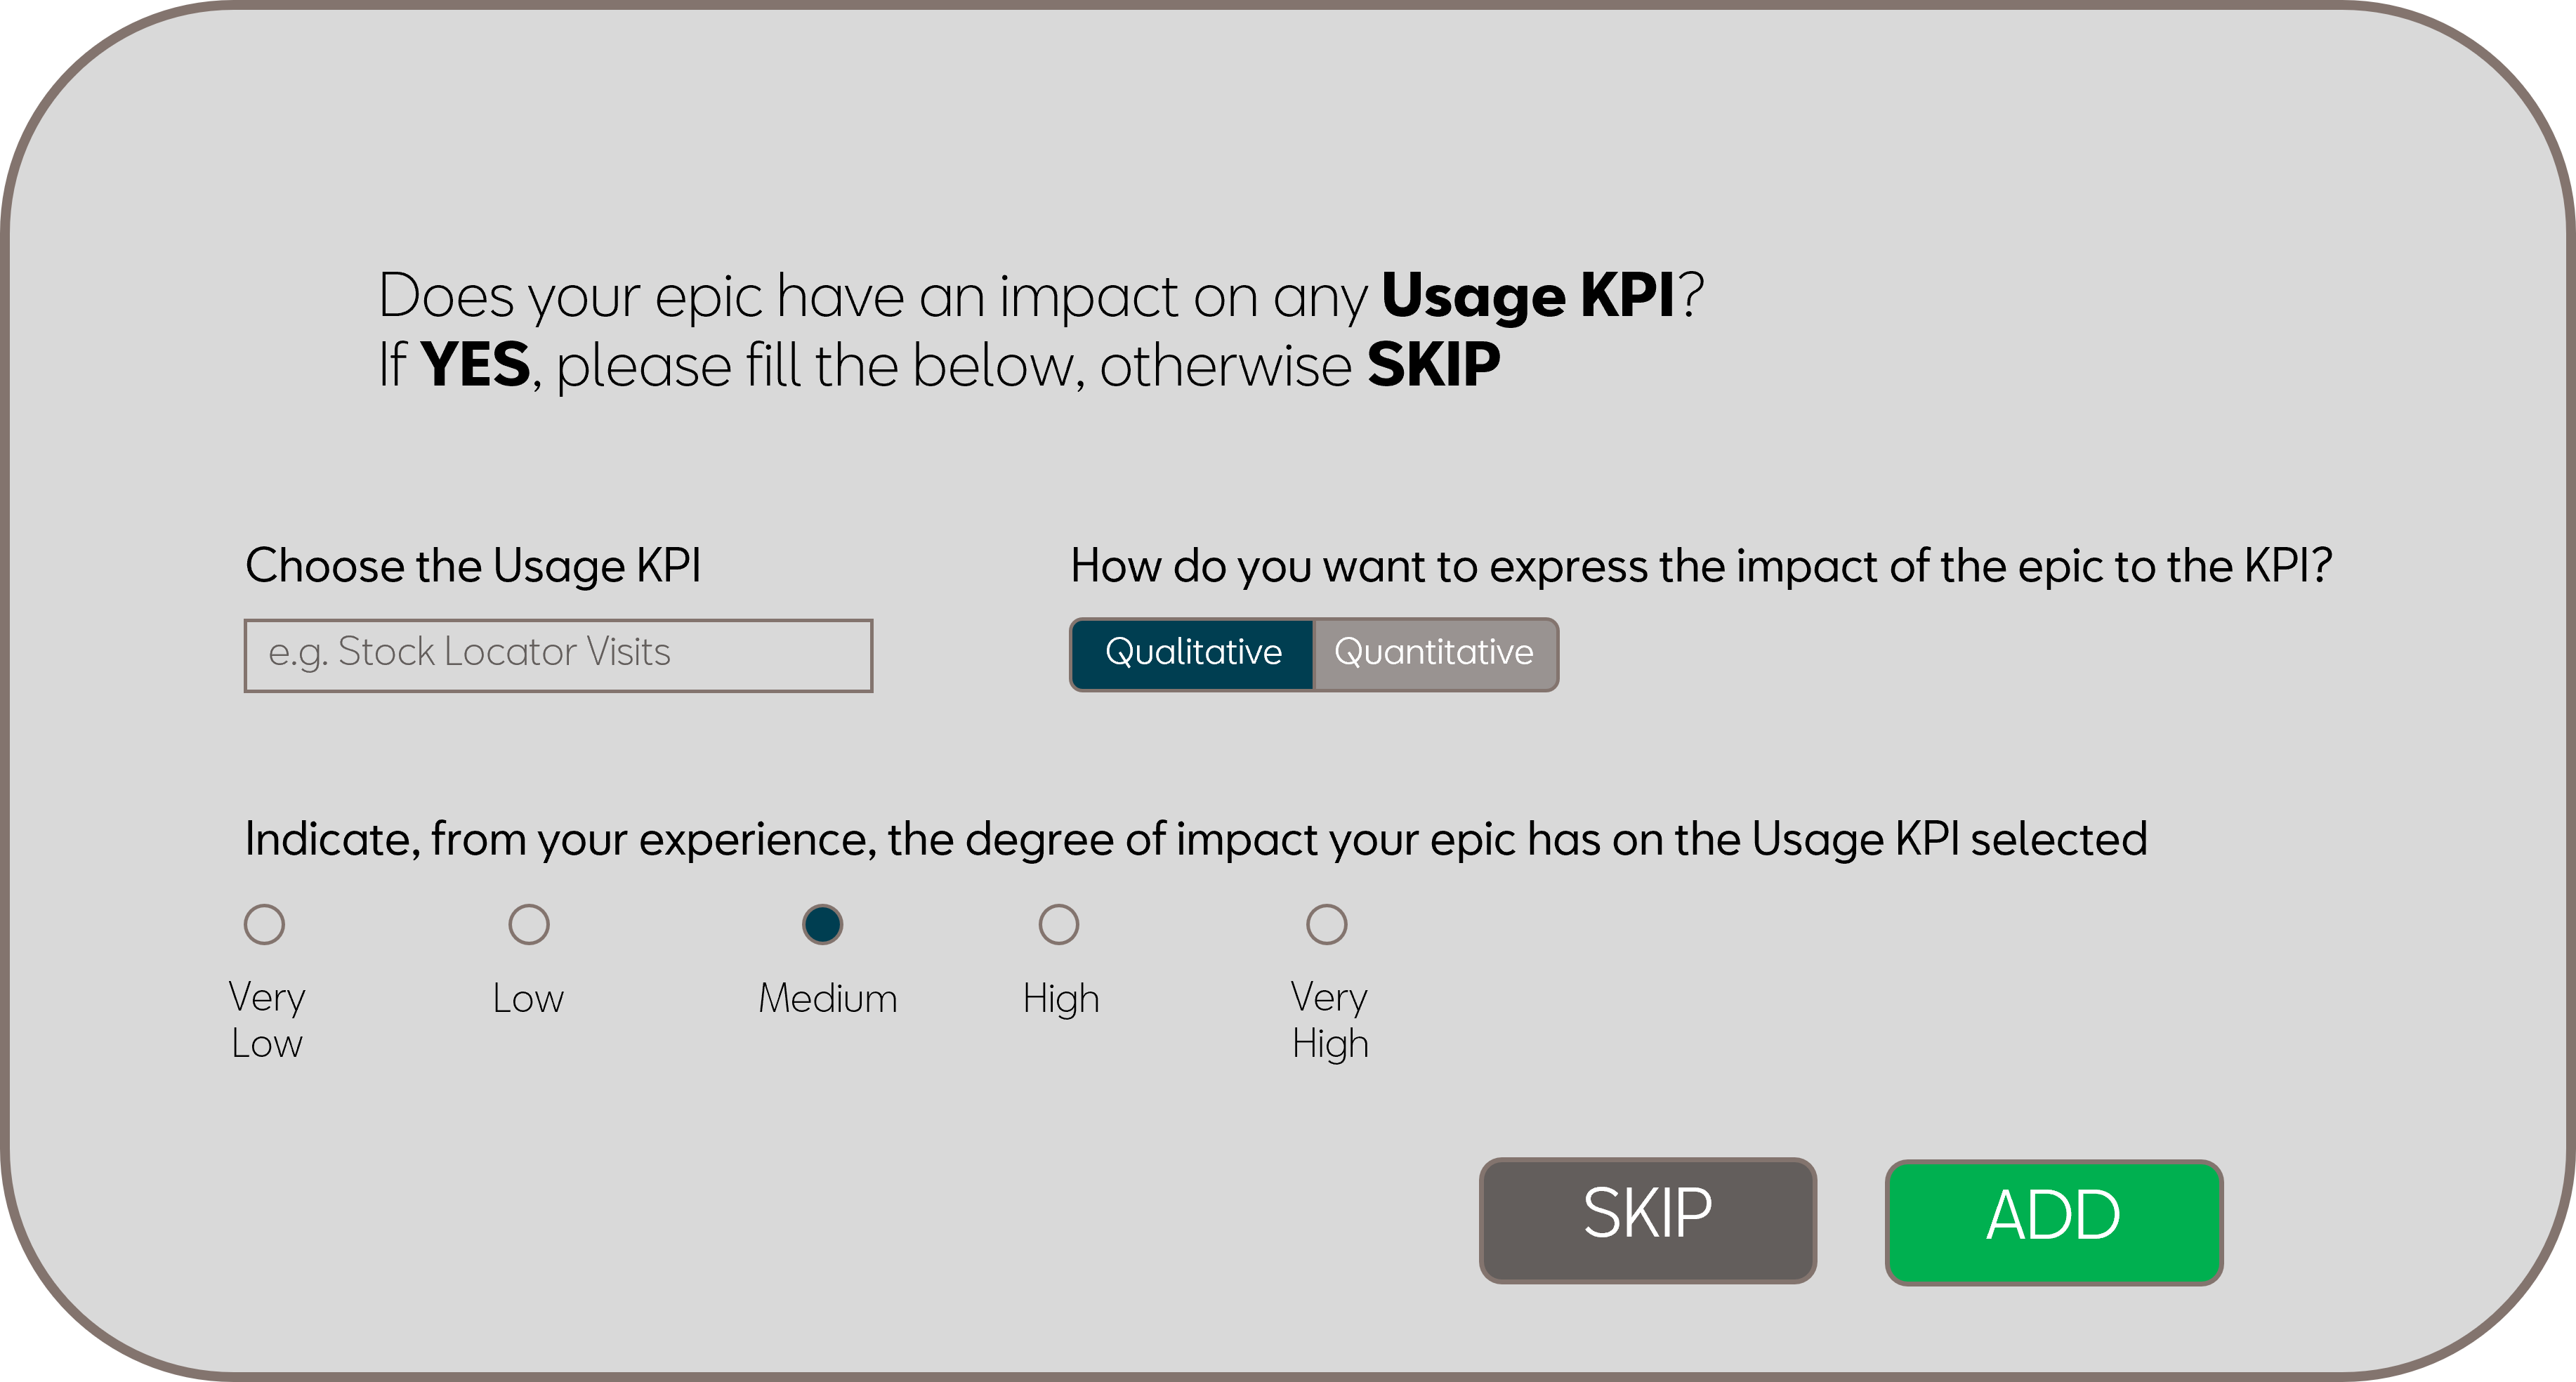 Does your epic have an impact on any Usage KPI?
If YES, please fill the below, otherwise SKIP
Choose the Usage KPI
How do you want to express the impact of the epic to the KPI?
e.g. Stock Locator Visits
Qualitative
Quantitative
Indicate, from your experience, the degree of impact your epic has on the Usage KPI selected
Very
Low
Low
Medium
High
Very
High
SKIP
ADD